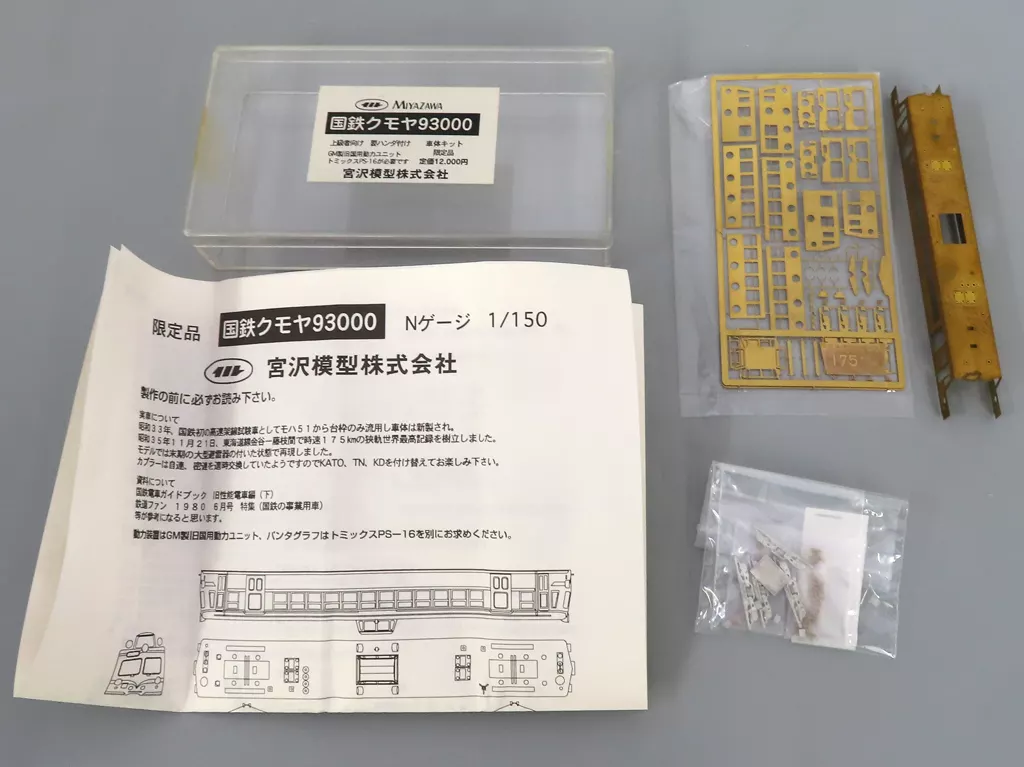 MIYAZAWA
国鉄クモヤ93000
上級者向け 要ハンダ付け 車体キット
GM製旧国用動力ユニット 限定品
トミックスPS-16が必要です 定価12,000円
宮沢模型株式会社
限定品 国鉄クモヤ93000 Nゲージ 1/150
宮沢模型株式会社
製作の前に必ずお読み下さい。
実車について
昭和33年、国鉄初の高速架線試験車としてモハ51から台枠のみ流用し車体は新製され、
昭和35年11月21日、東海道線金谷ー藤枝間で時速175kmの狭軌世界最高記録を樹立しました。
モデルでは末期の大型避雷器の付いた状態で再現しました。
カプラーは自連、密連を適時交換していたようですのでKATO、TN、KDを付け替えてお楽しみ下さい。
資料について
国鉄電車ガイドブック 旧性能電車編(下)
鉄道ファン 1980 6月号 特集(国鉄の事業用車)
等が参考になると思います。
動力装置はGM製旧国用動力ユニット、パンタグラフはトミックスPSー16を別にお求めください。
175